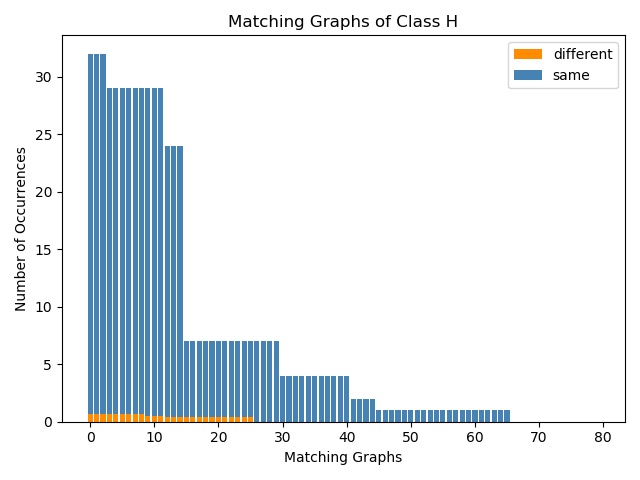 Matching Graphs of Class H
different
same
Number of Occurrences
30
25
20
15
10
5
0
0 10 20 30 40 50 60 70 80
Matching Graphs